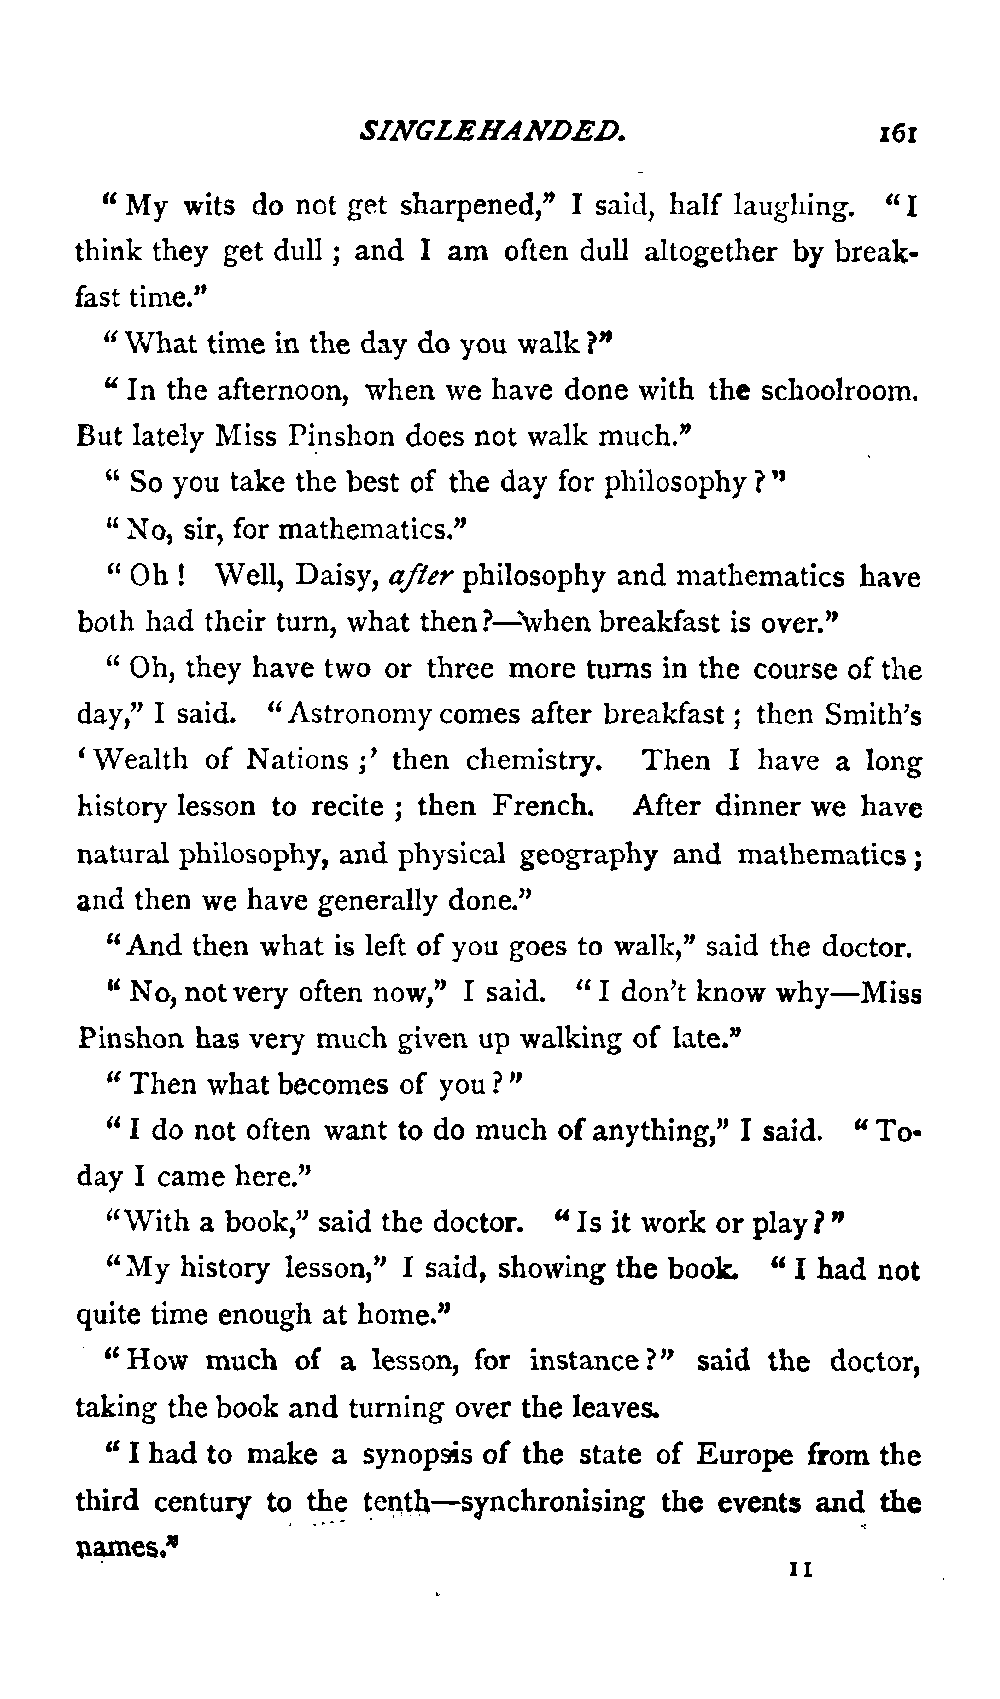 SINGLEHANDED. 161
“ My wits do not get sharpened,” I said, half laughing. “ I
think they get dull ; and I am often dull altogether by break-
fast time.”
“ What time in the day do you walk ?”
“ In the afternoon, when we have done with the schoolroom.
But lately Miss Pinshon does not walk much.”
“ So you take the best of the day for philosophy ? ”
“ No, sir, for mathematics.”
“ Oh ! Well, Daisy, after philosophy and mathematics have
both had their turn, what then ?—when breakfast is over.”
“ Oh, they have two or three more turns in the course of the
day,” I said. “ Astronomy comes after breakfast ; then Smith’s
‘ Wealth of Nations ;’ then chemistry. Then I have a long
history lesson to recite ; then French. After dinner we have
natural philosophy, and physical geography and mathematics ;
and then we have generally done.”
“ And then what is left of you goes to walk,” said the doctor.
“ No, not very often now,” I said. “ I don’t know why—Miss
Pinshon has very much given up walking of late.”
“ Then what becomes of you ? ”
“ I do not often want to do much of anything,” I said. “ To-
day I came here.”
“With a book,” said the doctor. “ Is it work or play ? ”
“ My history lesson,” I said, showing the book. “ I had not
quite time enough at home.”
“ How much of a lesson, for instance ?” said the doctor,
taking the book and turning over the leaves.
“ I had to make a synopsis of the state of Europe from the
third century to the tenth—synchronising the events and the
names.”
11